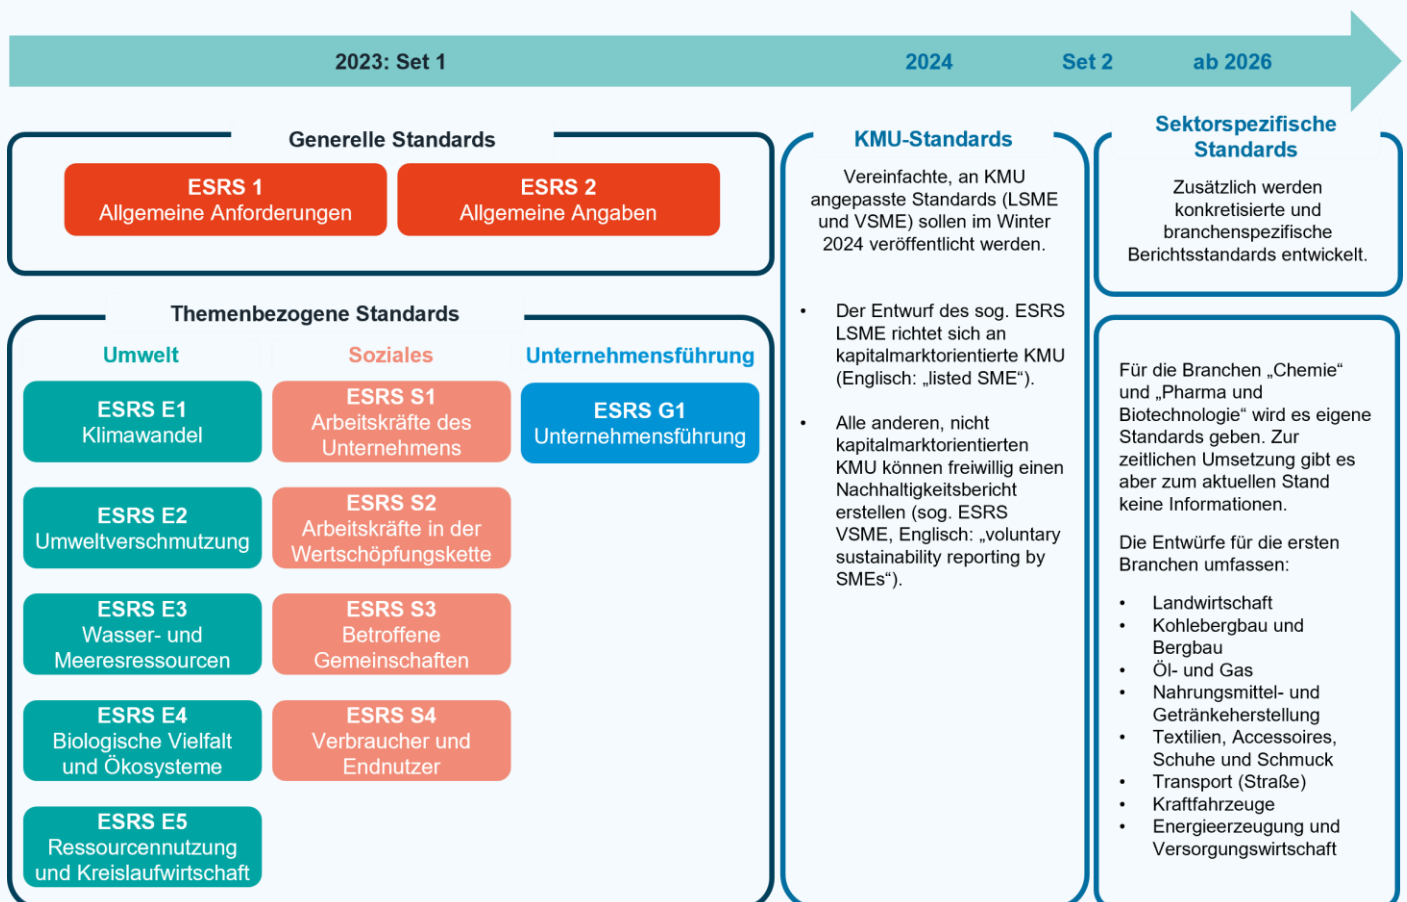 2023: Set 1
2024
Set 2
ab 2026
Generelle Standards
ESRS 1
Allgemeine Anforderungen
ESRS 2
Allgemeine Angaben
Themenbezogene Standards
Umwelt
ESRS E1
Klimawandel
ESRS E2
Umweltverschmutzung
ESRS E3
Wasser- und
Meeresressourcen
ESRS E4
Biologische Vielfalt
und Ökosysteme
ESRS E5
Ressourcennutzung
und Kreislaufwirtschaft
Soziales
ESRS S1
Arbeitskräfte des
Unternehmens
ESRS S2
Arbeitskräfte in der
Wertschöpfungskette
ESRS S3
Betroffene
Gemeinschaften
ESRS S4
Verbraucher und
Endnutzer
Unternehmensführung
ESRS G1
Unternehmensführung
KMU-Standards
Vereinfachte, an KMU
angepasste Standards (LSME
und VSME) sollen im Winter
2024 veröffentlicht werden.
• Der Entwurf des sog. ESRS
LSME richtet sich an
kapitalmarktorientierte KMU
(Englisch: „listed SME“).
• Alle anderen, nicht
kapitalmarktorientierten
KMU können freiwillig einen
Nachhaltigkeitsbericht
erstellen (sog. ESRS
VSME, Englisch: „voluntary
sustainability reporting by
SMEs“).
Sektorspezifische
Standards
Zusätzlich werden
konkretisierte und
branchenspezifische
Berichtsstandards entwickelt.
Für die Branchen „Chemie“
und „Pharma und
Biotechnologie“ wird es eigene
Standards geben. Zur
zeitlichen Umsetzung gibt es
aber zum aktuellen Stand
keine Informationen.
Die Entwürfe für die ersten
Branchen umfassen:
• Landwirtschaft
• Kohlebergbau und
Bergbau
• Öl- und Gas
• Nahrungsmittel- und
Getränkeherstellung
• Textilien, Accessoires,
Schuhe und Schmuck
• Transport (Straße)
• Kraftfahrzeuge
• Energieerzeugung und
Versorgungswirtschaft